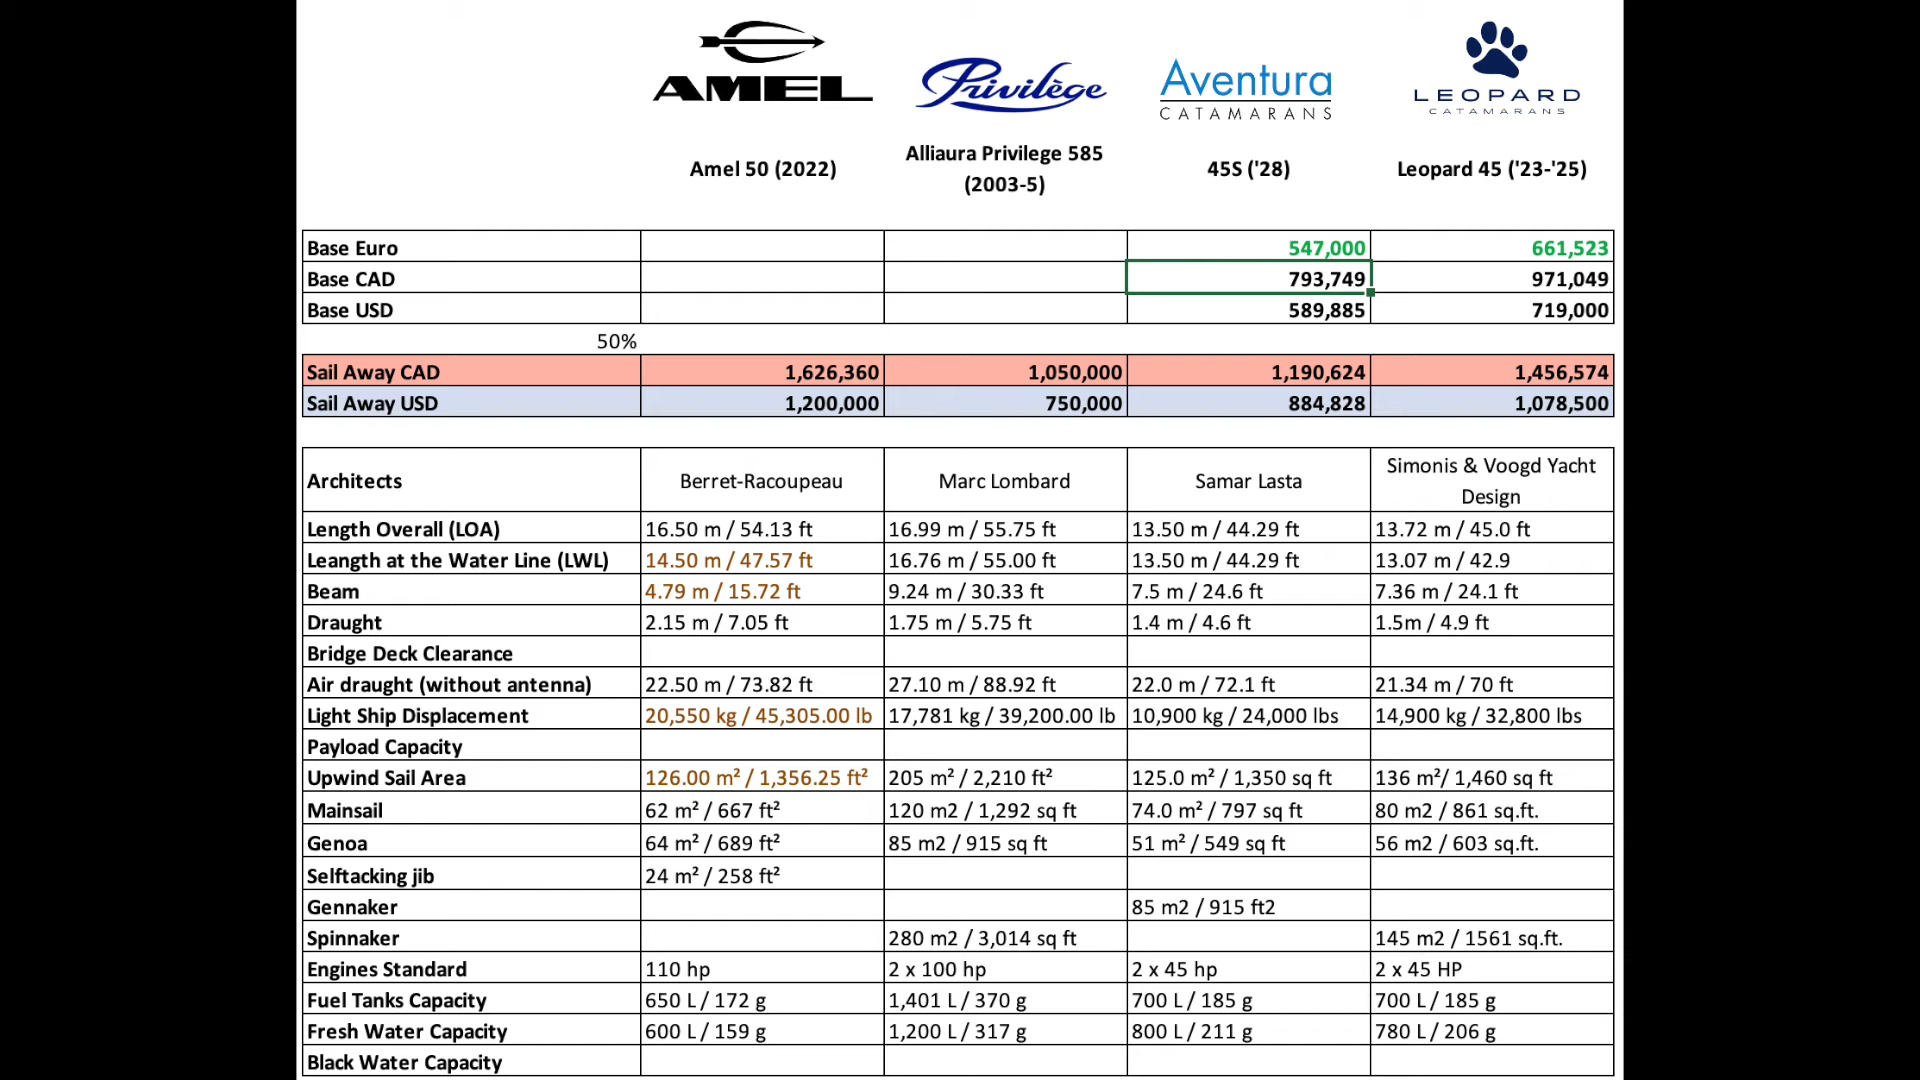 AMEL
Privilège
Aventura
CATAMARANS
LEOPARD
CATAMARANS
Amel 50 (2022)
Alliaura Privilege 585
(2003-5)
45S ('28)
Leopard 45 ('23-'25)
Base Euro 547,000 661,523
Base CAD 793,749 971,049
Base USD 589,885 719,000
50%
Sail Away CAD 1,626,360 1,050,000 1,190,624 1,456,574
Sail Away USD 1,200,000 750,000 884,828 1,078,500
Architects Berret-Racoupeau Marc Lombard Samar Lasta Simonis & Voogd Yacht
Design
Length Overall (LOA) 16.50 m / 54.13 ft 16.99 m / 55.75 ft 13.50 m / 44.29 ft 13.72 m / 45.0 ft
Leangth at the Water Line (LWL) 14.50 m / 47.57 ft 16.76 m / 55.00 ft 13.50 m / 44.29 ft 13.07 m / 42.9
Beam 4.79 m / 15.72 ft 9.24 m / 30.33 ft 7.5 m / 24.6 ft 7.36 m / 24.1 ft
Draught 2.15 m / 7.05 ft 1.75 m / 5.75 ft 1.4 m / 4.6 ft 1.5m / 4.9 ft
Bridge Deck Clearance
Air draught (without antenna) 22.50 m / 73.82 ft 27.10 m / 88.92 ft 22.0 m / 72.1 ft 21.34 m / 70 ft
Light Ship Displacement 20,550 kg / 45,305.00 lb 17,781 kg / 39,200.00 lb 10,900 kg / 24,000 lbs 14,900 kg / 32,800 lbs
Payload Capacity
Upwind Sail Area 126.00 m² / 1,356.25 ft² 205 m² / 2,210 ft² 125.0 m² / 1,350 sq ft 136 m²/ 1,460 sq ft
Mainsail 62 m² / 667 ft² 120 m2 / 1,292 sq ft 74.0 m² / 797 sq ft 80 m2 / 861 sq.ft.
Genoa 64 m² / 689 ft² 85 m2 / 915 sq ft 51 m² / 549 sq ft 56 m2 / 603 sq.ft.
Selftacking jib 24 m² / 258 ft²
Gennaker 85 m2 / 915 ft2
Spinnaker 280 m2 / 3,014 sq ft 145 m2 / 1561 sq.ft.
Engines Standard 110 hp 2 x 100 hp 2 x 45 hp 2 x 45 HP
Fuel Tanks Capacity 650 L / 172 g 1,401 L / 370 g 700 L / 185 g 700 L / 185 g
Fresh Water Capacity 600 L / 159 g 1,200 L / 317 g 800 L / 211 g 780 L / 206 g
Black Water Capacity